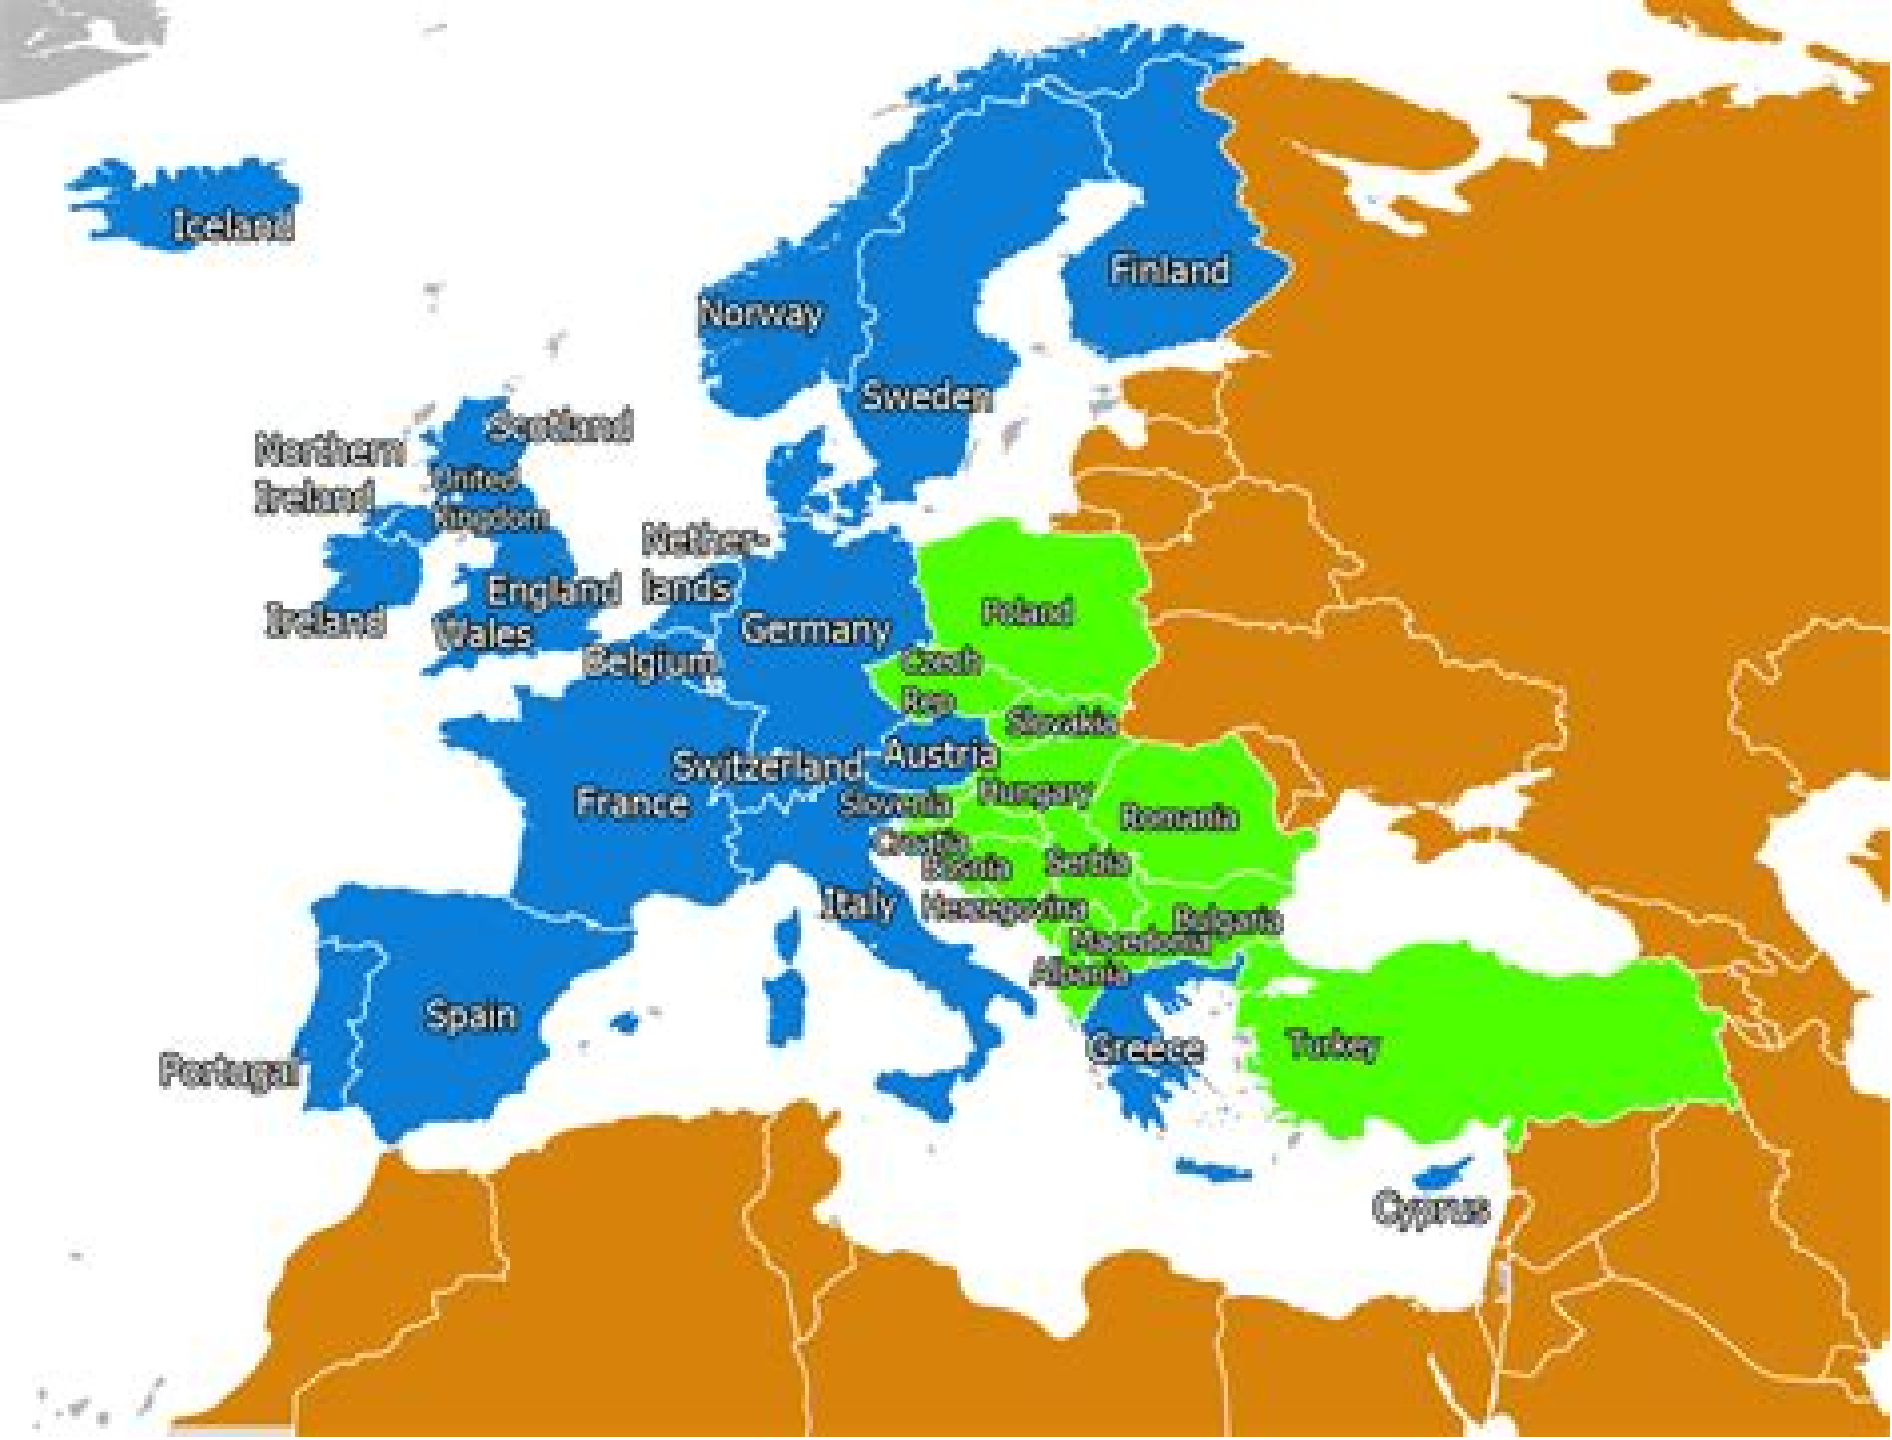 Iceland
Finland
Norway
Sweden
Scotland
Northern
Ireland
United
Kingdom
Nether-
lands
England
Ireland
Wales
Germany
Poland
Belgium
Czech
Rep
Slovakia
Switzerland
Austria
France
Slovenia
Hungary
Romania
Croatia
Bosnia
Serbia
Italy
Herzegovina
Bulgaria
Macedonia
Albania
Spain
Greece
Turkey
Portugal
Cyprus